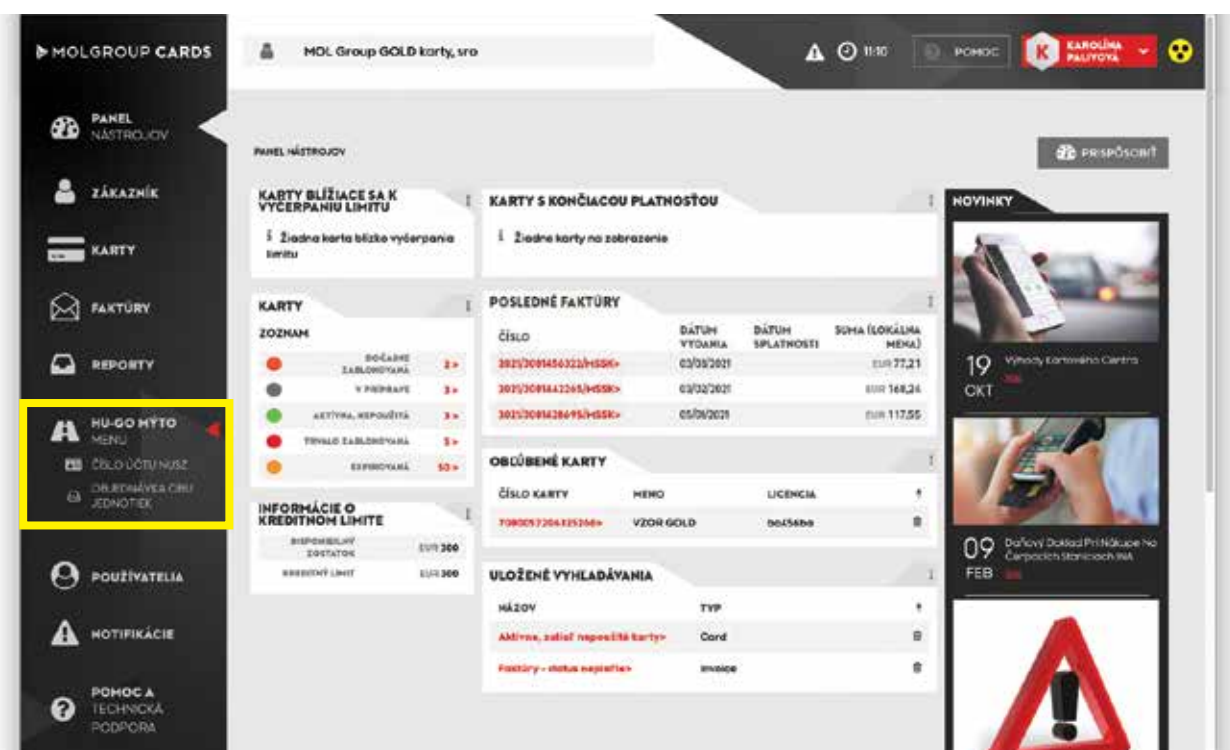 MOLGROUP CARDS
MOL Group GOLD karty, sro
11:10
POMOC
K
KAROLÍNA
PALIVOVÁ
PANEL
NÁSTROJOV
ZÁKAZNÍK
KARTY
FAKTÚRY
REPORTY
HU-GO MÝTO
MENU
ČÍSLO ÚČTU NUSZ
OBJEDNÁVKA OBU
JEDNOTIEK
POUŽÍVATELIA
NOTIFIKÁCIE
POMOC A
TECHNICKÁ
PODPORA
PANEL NÁSTROJOV
PRISPÔSOBIŤ
KARTY BLÍŽIACE SA K
VYČERPANIU LIMITU
Žiadna karta blízko vyčerpania
limitu
KARTY S KONČIACOU PLATNOSŤOU
Žiadne karty na zobrazenie
KARTY
ZOZNAM
DOČASNE
ZABLOKOVANÁ
2 >
V PRÍPRAVE
3 >
AKTÍVNA, NEPOUŽITÁ
3 >
TRVALO ZABLOKOVANÁ
5 >
EXPIROVANÁ
50 >
POSLEDNÉ FAKTÚRY
ČÍSLO
DÁTUM
VYDANIA
DÁTUM
SPLATNOSTI
SUMA (LOKÁLNA
MENA)
03/03/2021
EUR 77,21
03/02/2021
EUR 168,26
05/01/2021
EUR 117,55
OBĽÚBENÉ KARTY
ČÍSLO KARTY
MENO
LICENCIA
VZOR GOLD
INFORMÁCIE O
KREDITNOM LIMITE
DISPONIBILNÝ
ZOSTATOK
EUR 300
KREDITNÝ LIMIT
EUR 300
ULOŽENÉ VYHĽADÁVANIA
NÁZOV
TYP
Aktívne, zatiaľ nepoužité karty>
Card
Faktúry - status neplatte>
Invoice
NOVINKY
19
OKT
Výhody Kartového Centra
09
FEB
Daňový Doklad Pri Nákupe Na
Čerpacích Staniciach INA